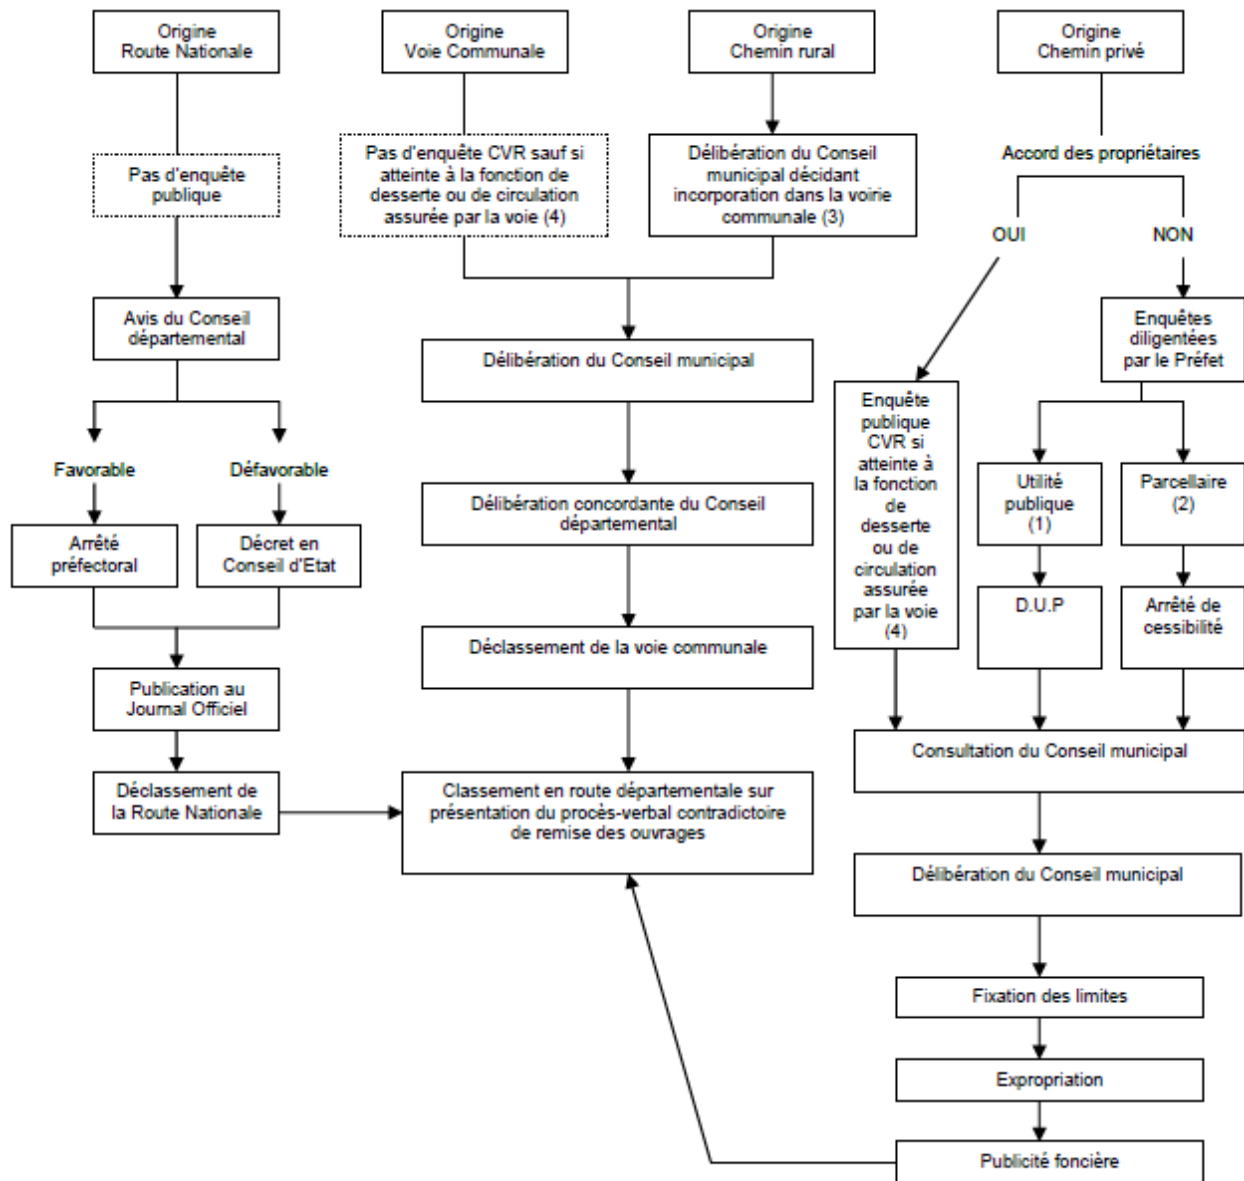 Origine
Route Nationale
Origine
Voie Communale
Origine
Chemin rural
Origine
Chemin privé
Pas d'enquête
publique
Pas d'enquête CVR sauf si
atteinte à la fonction de
desserte ou de circulation
assurée par la voie (4)
Délibération du Conseil
municipal décidant
incorporation dans la voirie
communale (3)
Accord des propriétaires
OUI
NON
Avis du Conseil
départemental
Délibération du Conseil municipal
Enquêtes
diligentées
par le Préfet
Enquête
publique
CVR si
atteinte à
la fonction
de
desserte
ou de
circulation
assurée
par la voie
(4)
Favorable
Défavorable
Utilité
publique
(1)
Parcellaire
(2)
Délibération concordante du Conseil
départemental
Arrêté
préfectoral
Décret en
Conseil d'Etat
D.U.P
Arrêté de
cessibilité
Déclassement de la voie communale
Publication au
Journal Officiel
Consultation du Conseil municipal
Déclassement de
la Route Nationale
Classement en route départementale sur
présentation du procès-verbal contradictoire
de remise des ouvrages
Délibération du Conseil municipal
Fixation des limites
Expropriation
Publicité foncière